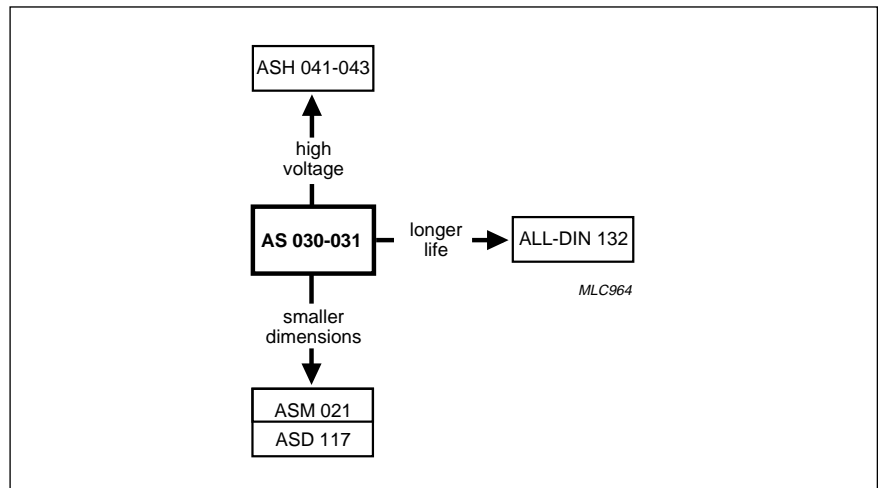 ASH 041-043
high
voltage
AS 030-031
longer
life
ALL-DIN 132
MLC964
smaller
dimensions
ASM 021
ASD 117